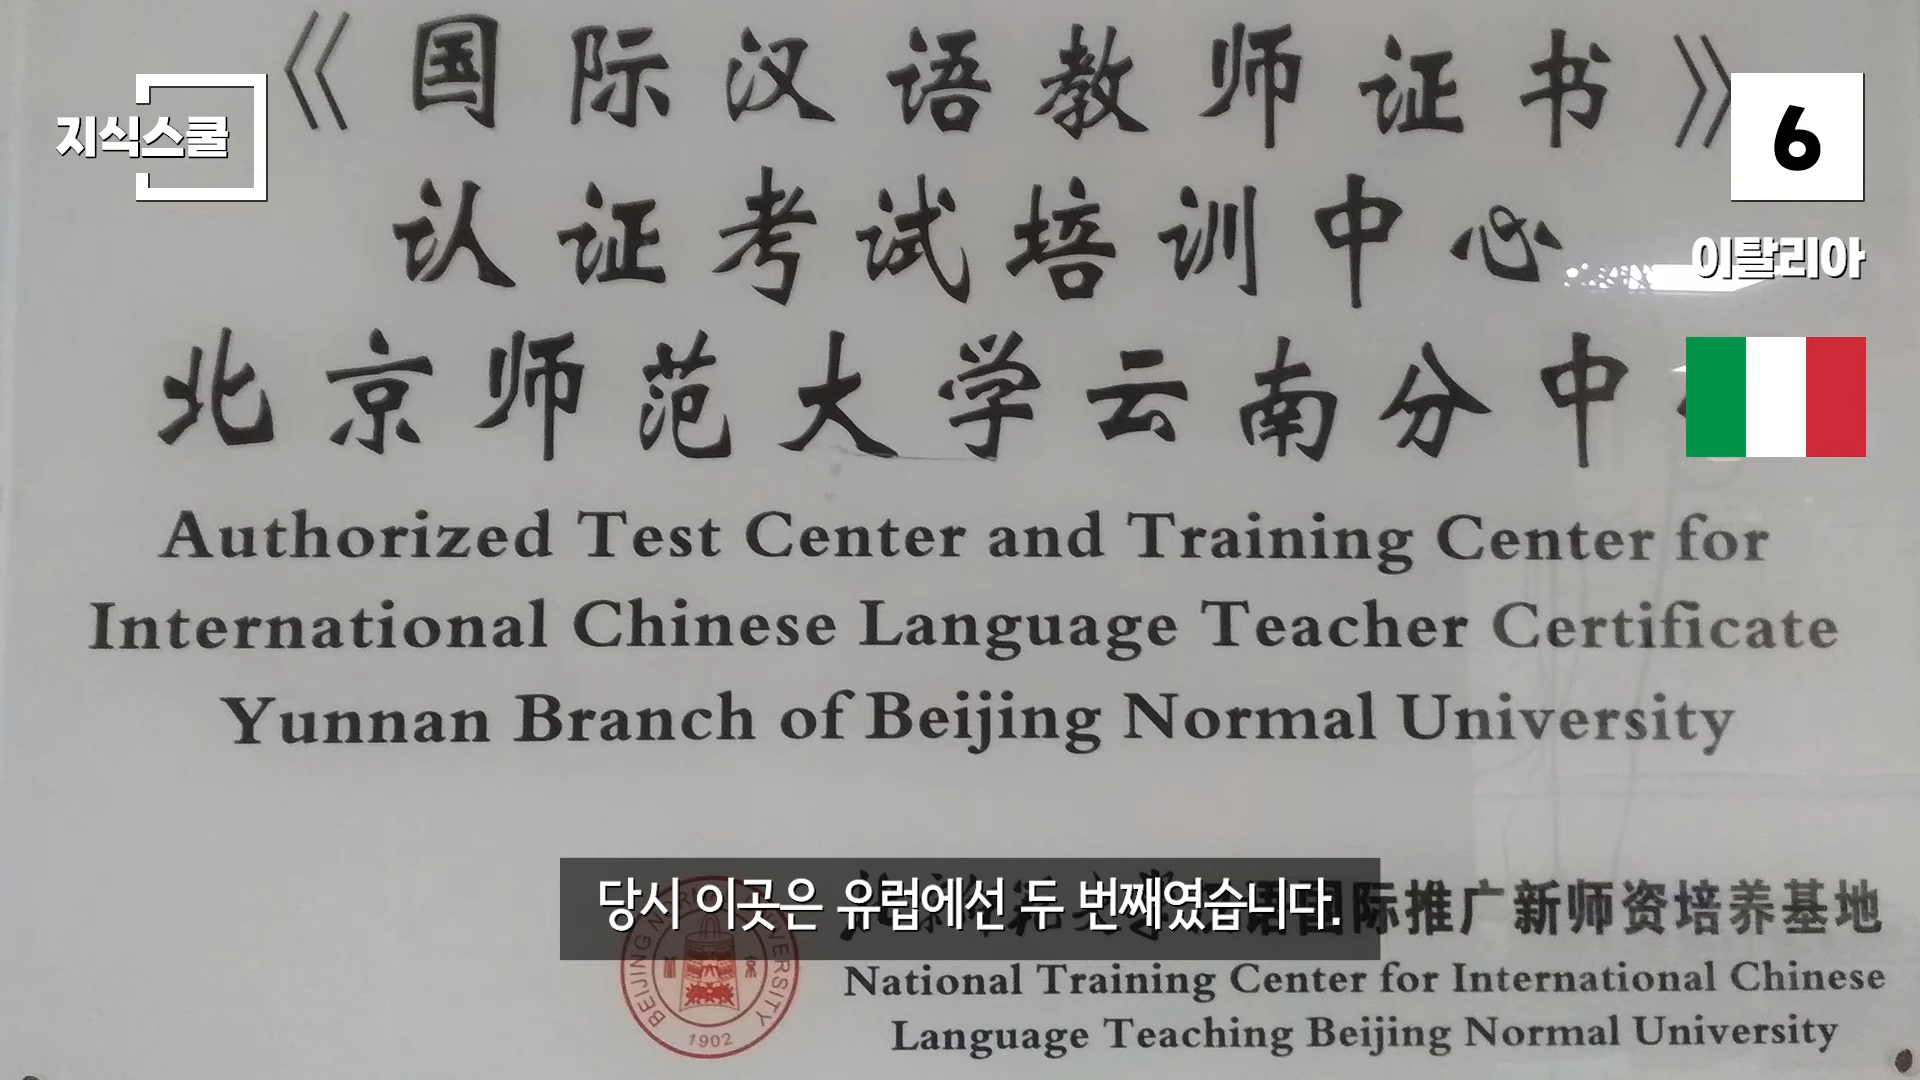 《国际汉语教师证书》
认证考试培训中心
北京师范大学云南分中
Authorized Test Center and Training Center for
International Chinese Language Teacher Certificate
Yunnan Branch of Beijing Normal University
지식스쿨
6
이탈리아
당시 이곳은 유럽에선 두 번째였습니다.
国际推广新师资培养基地
National Training Center for International Chinese
Language Teaching Beijing Normal University
BEIJING NORMAL UNIVERSITY
1902